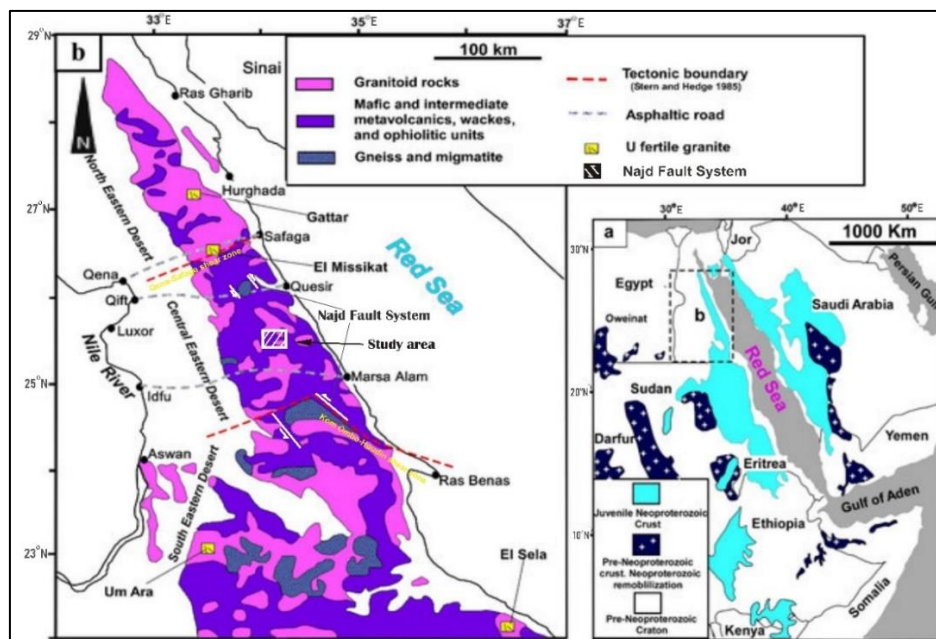 33°E
35°E
37°E
29°N
27°N
25°N
23°N
b
N
Sinai
100 km
Granitoid rocks
Mafic and intermediate
metavolcanics, wackes,
and ophiolitic units
Gneiss and migmatite
Tectonic boundary
(Stern and Hedge 1985)
Asphaltic road
U fertile granite
Najd Fault System
Ras Gharib
Hurghada
Gattar
Safaga
El Missikat
Quesir
Qena
Qift
Luxor
Idfu
Aswan
Nile River
North Eastern Desert
Central Eastern Desert
South Eastern Desert
shear zone
Red Sea
Najd Fault System
Study area
Marsa Alam
Ras Benas
Um Ara
El Sela
a
30°E
40°E
50°E
30°N
20°N
10°N
1000 Km
Jor
Persian Gulf
Egypt
b
Saudi Arabia
Oweinat
Red Sea
Sudan
Darfur
Yemen
Eritrea
Gulf of Aden
Ethiopia
Somalia
Kenya
Juvenile Neoproterozoic
Crust
Pre-Neoproterozoic
crust. Neoproterozoic
remoblilization
Pre-Neoproterozoic
Craton